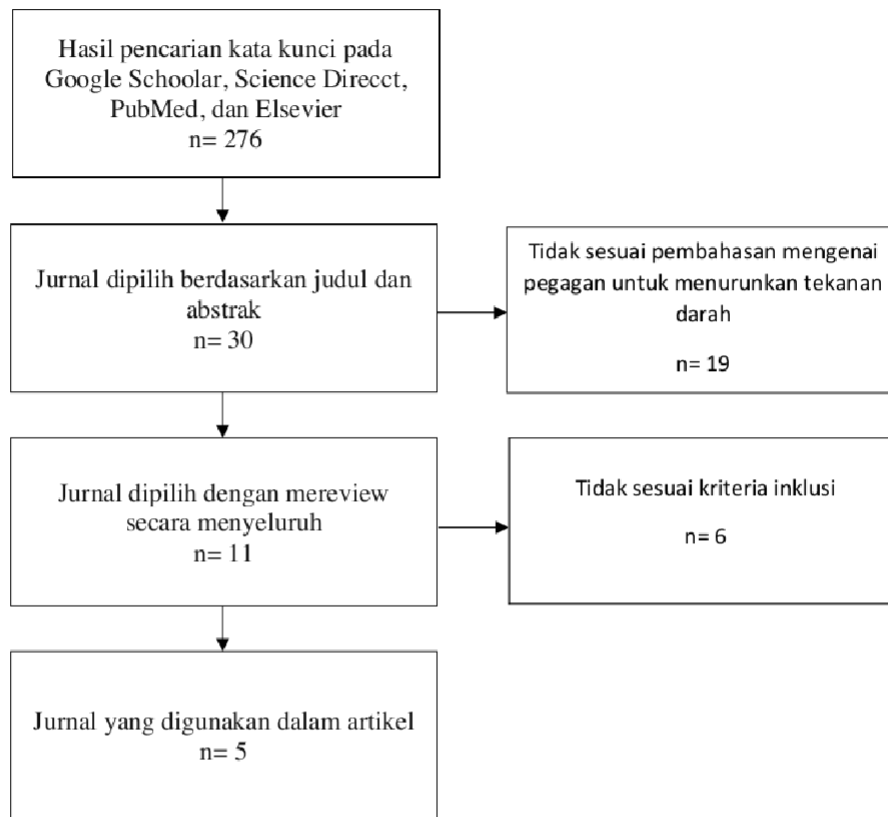 Hasil pencarian kata kunci pada
Google Schoolar, Science Direcct,
PubMed, dan Elsevier
n= 276
Jurnal dipilih berdasarkan judul dan
abstrak
n= 30
Tidak sesuai pembahasan mengenai
pegagan untuk menurunkan tekanan
darah
n= 19
Jurnal dipilih dengan mereview
secara menyeluruh
n= 11
Tidak sesuai kriteria inklusi
n= 6
Jurnal yang digunakan dalam artikel
n= 5